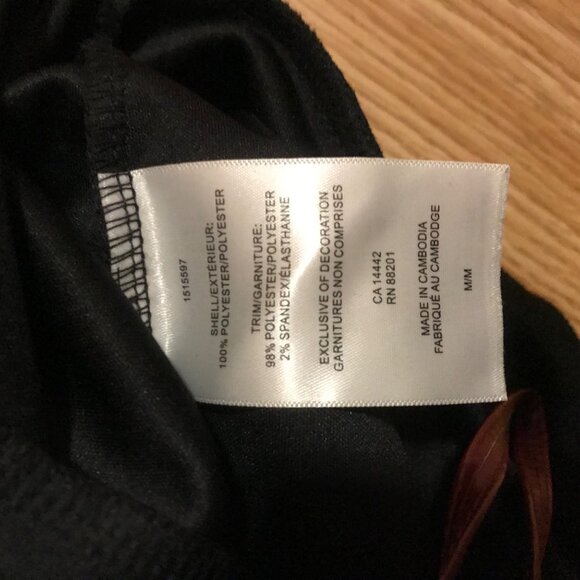 1515597
SHELL/EXTÉRIEUR:
100% POLYESTER/POLYESTER
TRIM/GARNITURE:
98% POLYESTER/POLYESTER
2% SPANDEX/ÉLASTHANNE
EXCLUSIVE OF DECORATION
GARNITURES NON COMPRISES
CA 14442
RN 88201
MADE IN CAMBODIA
FABRIQUÉ AU CAMBODGE
M/M